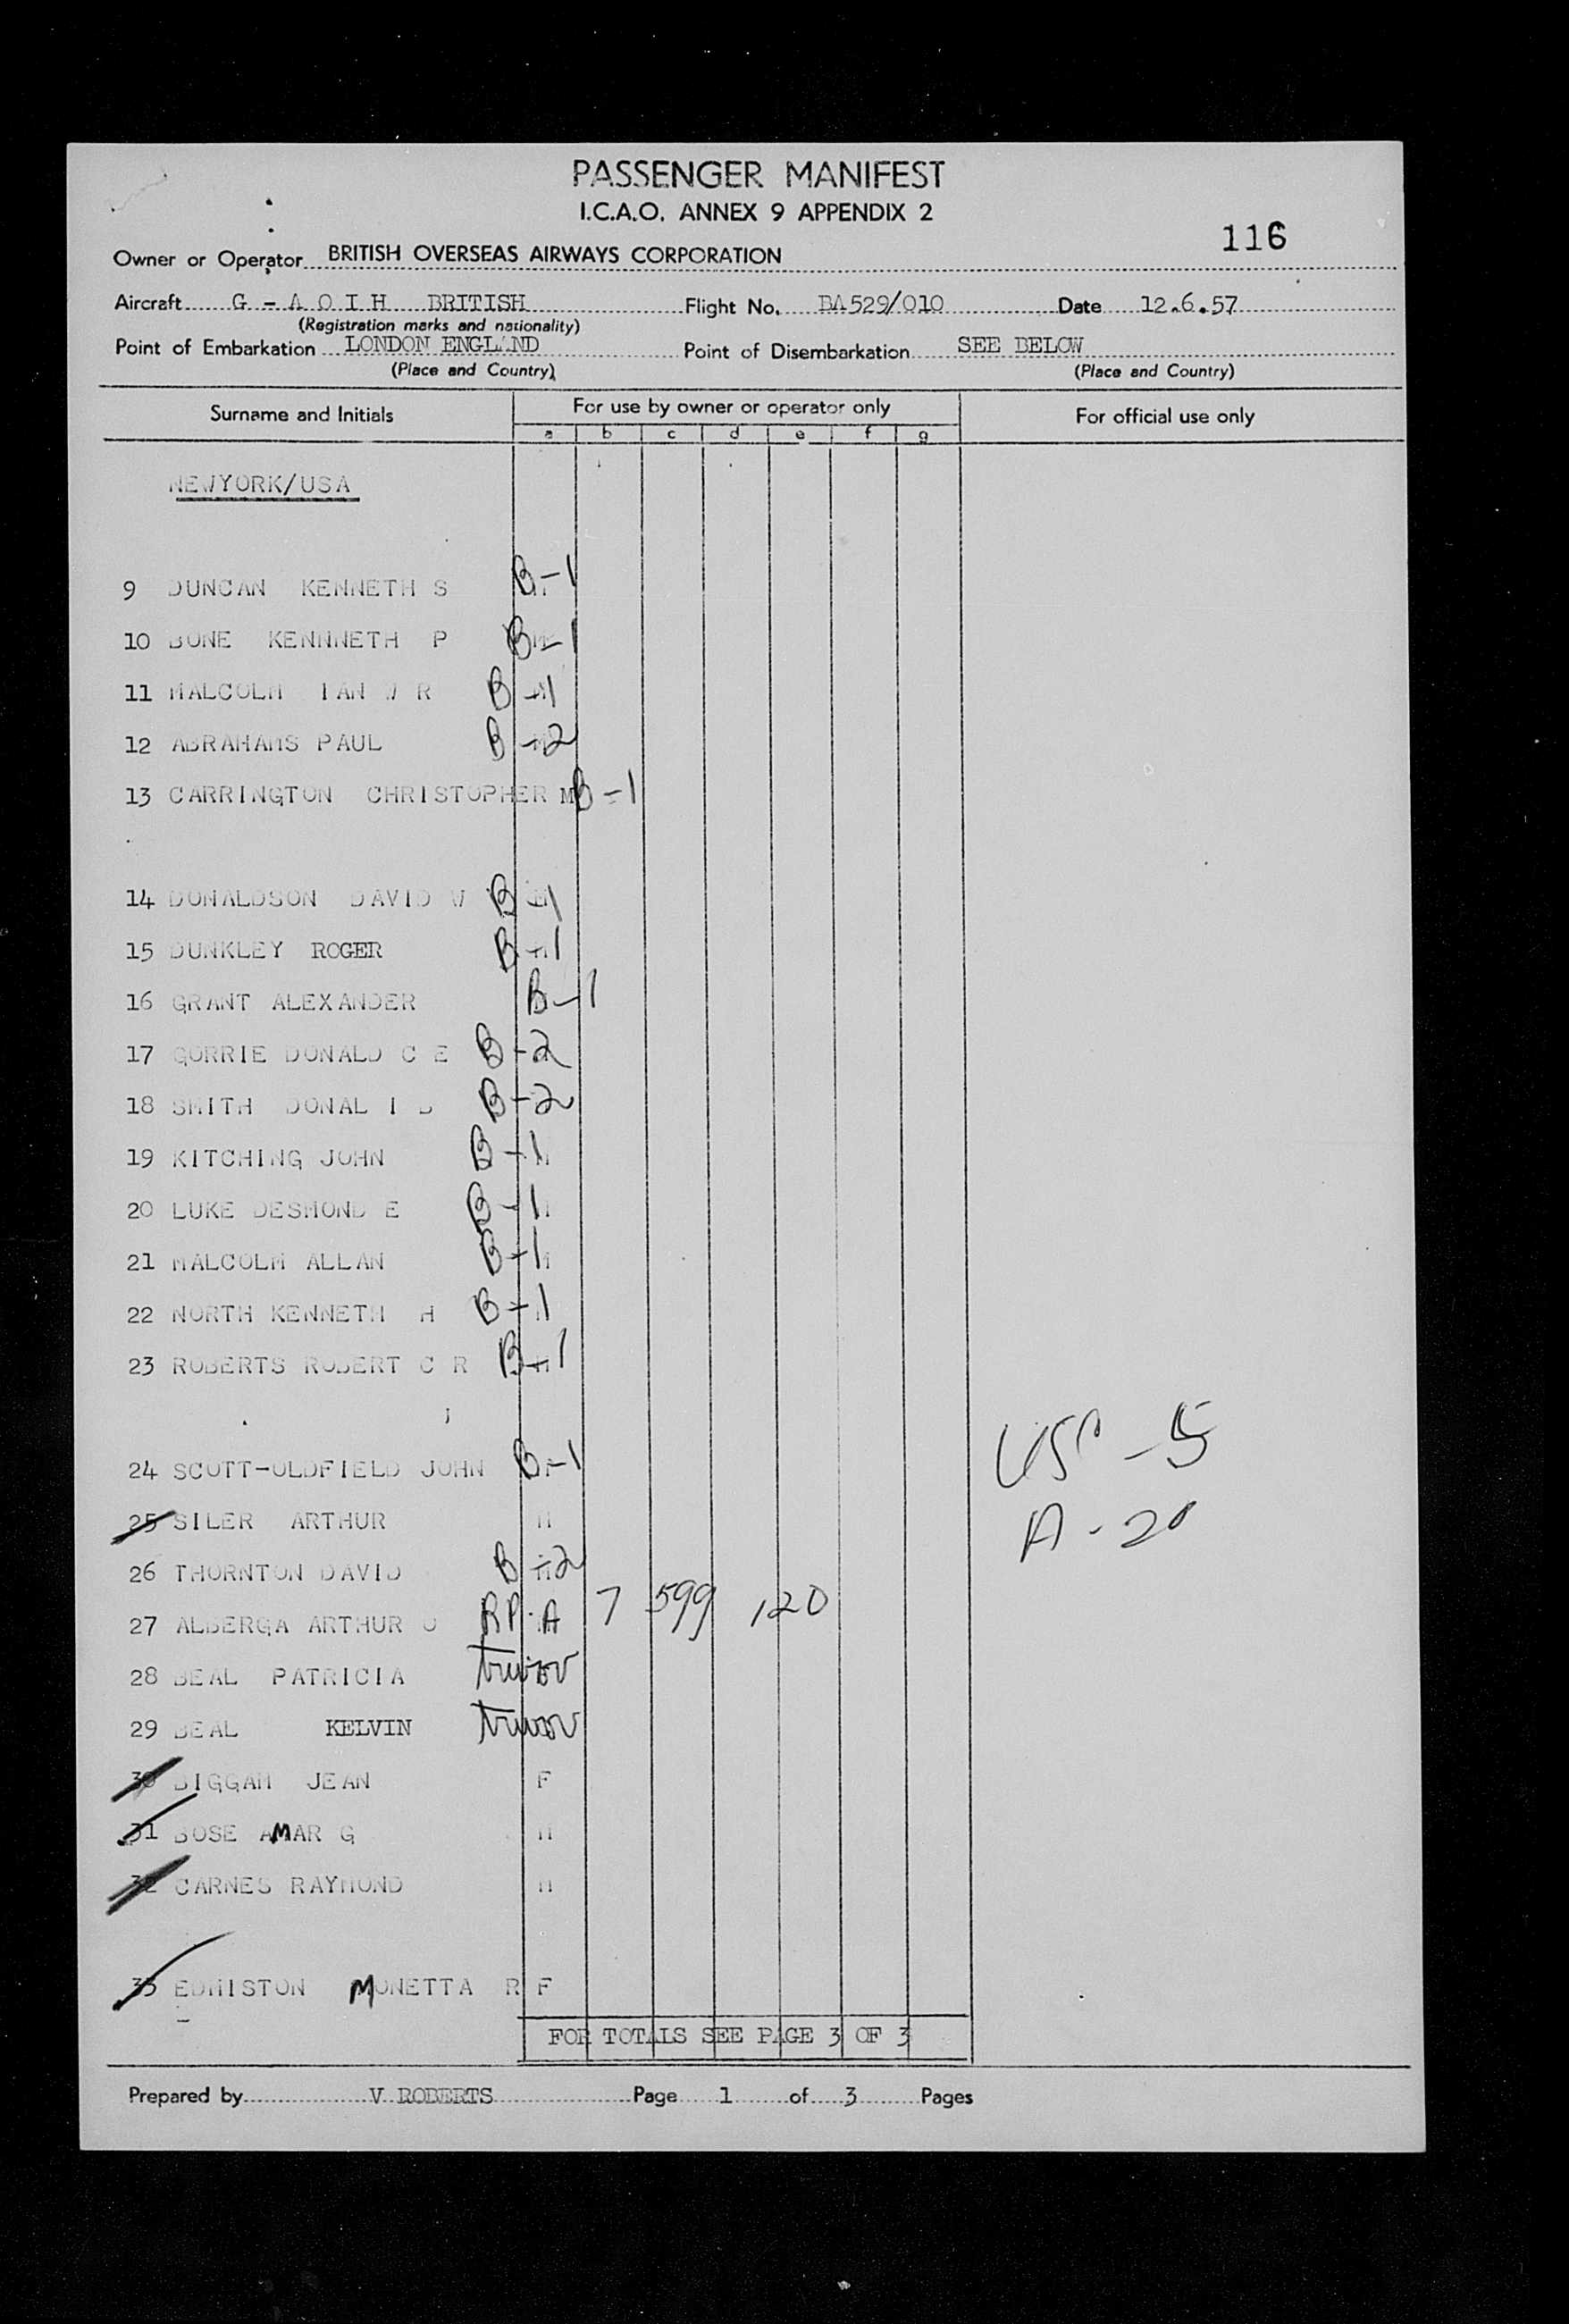 PASSENGER MANIFEST
I.C.A.O. ANNEX 9 APPENDIX 2
116
Owner or Operator BRITISH OVERSEAS AIRWAYS CORPORATION
Aircraft G - A O I H BRITISH Flight No. BA529/010 Date 12.6.57
(Registration marks and nationality)
Point of Embarkation LONDON ENGLAND Point of Disembarkation SEE BELOW
(Place and Country) (Place and Country)
Surname and Initials For use by owner or operator only For official use only
a b c d e f g
NEWYORK/USA
9 DUNCAN KENNETH S B-1
10 BONE KENNNETH P B-1
11 MALCOLM IAN W R B-1
12 ABRAHAMS PAUL B-2
13 CARRINGTON CHRISTOPHER M B-1
14 DONALDSON DAVID W B-1
15 DUNKLEY ROGER B-1
16 GRANT ALEXANDER B-1
17 GORRIE DONALD C E B-2
18 SMITH DONAL I B-2
19 KITCHING JOHN B-1
20 LUKE DESMOND E B-1
21 MALCOLM ALLAN B-1
22 NORTH KENNETH H B-1
23 ROBERTS ROBERT C R B-1
24 SCOTT-OLDFIELD JOHN B-1
USC - 5
25 SILER ARTHUR M
A - 20
26 THORNTON DAVID B-2
27 ALBERGA ARTHUR O RP-A 7 599 120
28 BEAL PATRICIA
29 BEAL KELVIN
30 BIGGAM JEAN F
31 BOSE AMAR G M
32 CARNES RAYMOND M
33 EDMISTON MONETTA R F
FOR TOTALS SEE PAGE 3 OF 3
Prepared by V ROBERTS Page 1 of 3 Pages